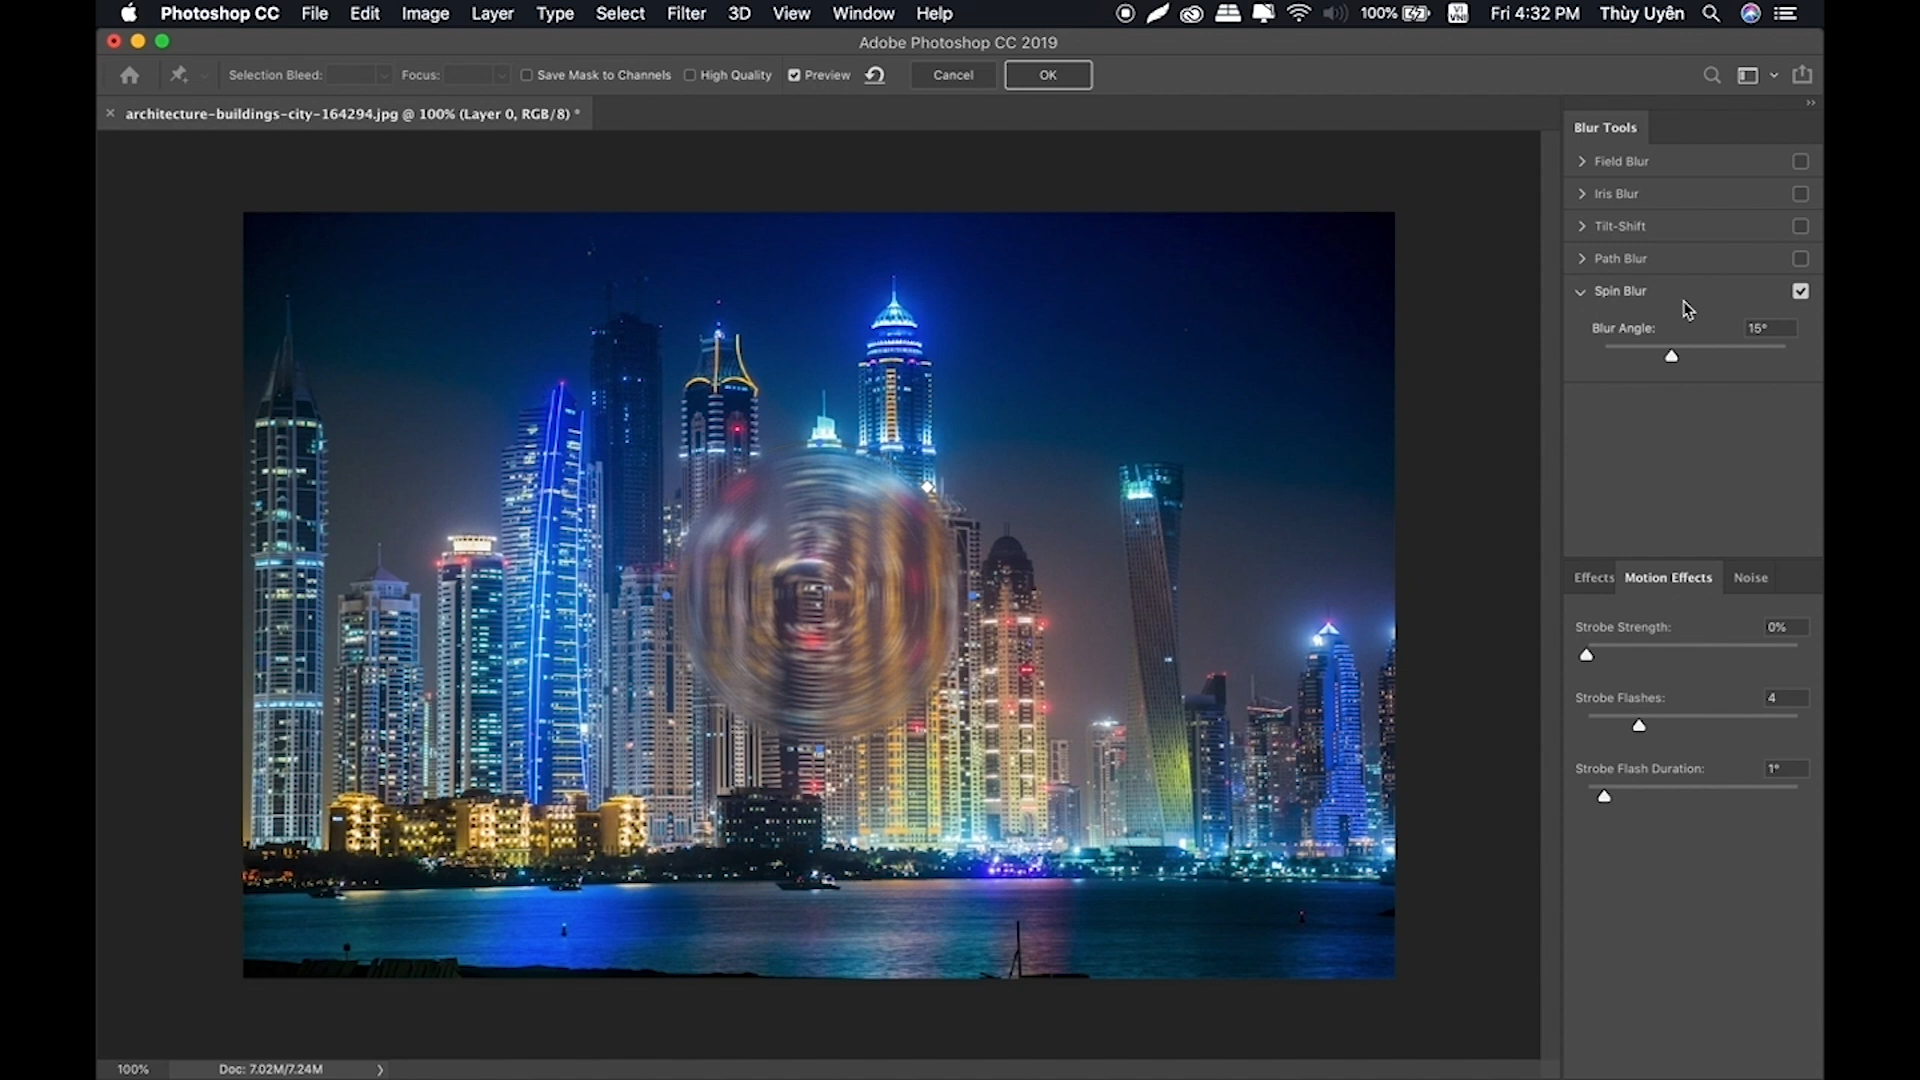 Photoshop CC File Edit Image Layer Type Select Filter 3D View Window Help 100% VI VNI Fri 4:32 PM Thùy Uyên
Adobe Photoshop CC 2019
Selection Bleed: Focus: Save Mask to Channels High Quality Preview Cancel OK
architecture-buildings-city-164294.jpg @ 100% (Layer 0, RGB/8) *
Blur Tools
Field Blur
Iris Blur
Tilt-Shift
Path Blur
Spin Blur
Blur Angle: 15°
Effects Motion Effects Noise
Strobe Strength: 0%
Strobe Flashes: 4
Strobe Flash Duration: 1°
100% Doc: 7.02M/7.24M